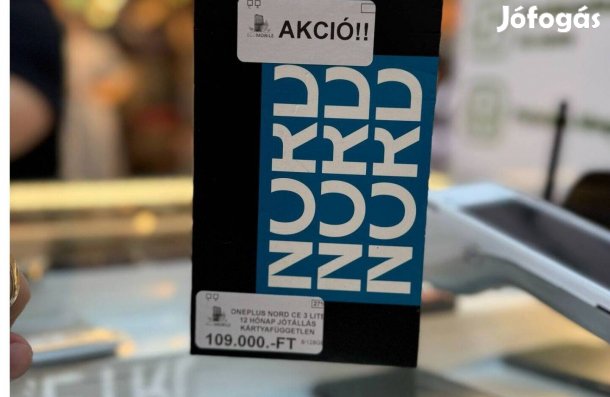 Jófogás
AKCIÓ!!
NORD
NORD
NORD
ONEPLUS NORD CE 3 LITE
12 HÓNAP JÓTÁLLÁS
KÁRTYAFÜGGETLEN
109.000.-FT